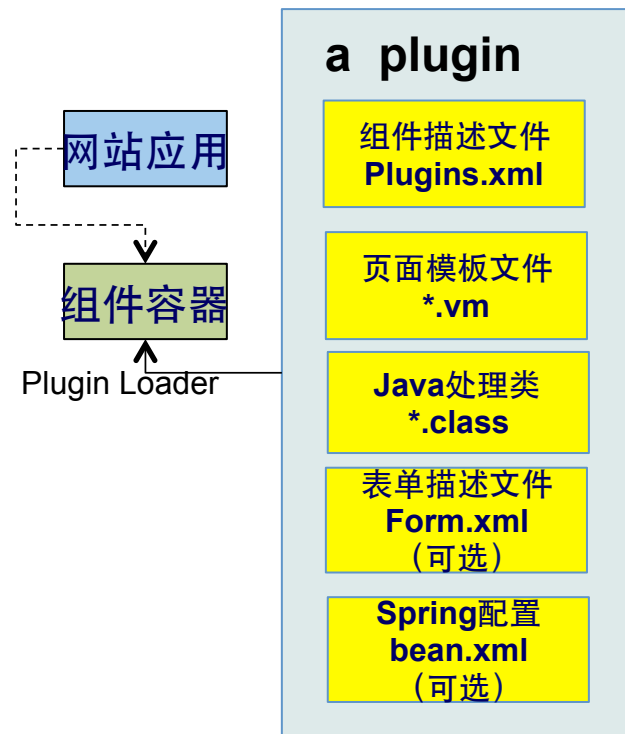 网站应用
组件容器
Plugin Loader
a plugin
组件描述文件
Plugins.xml
页面模板文件
*.vm
Java处理类
*.class
表单描述文件
Form.xml
（可选）
Spring配置
bean.xml
（可选）